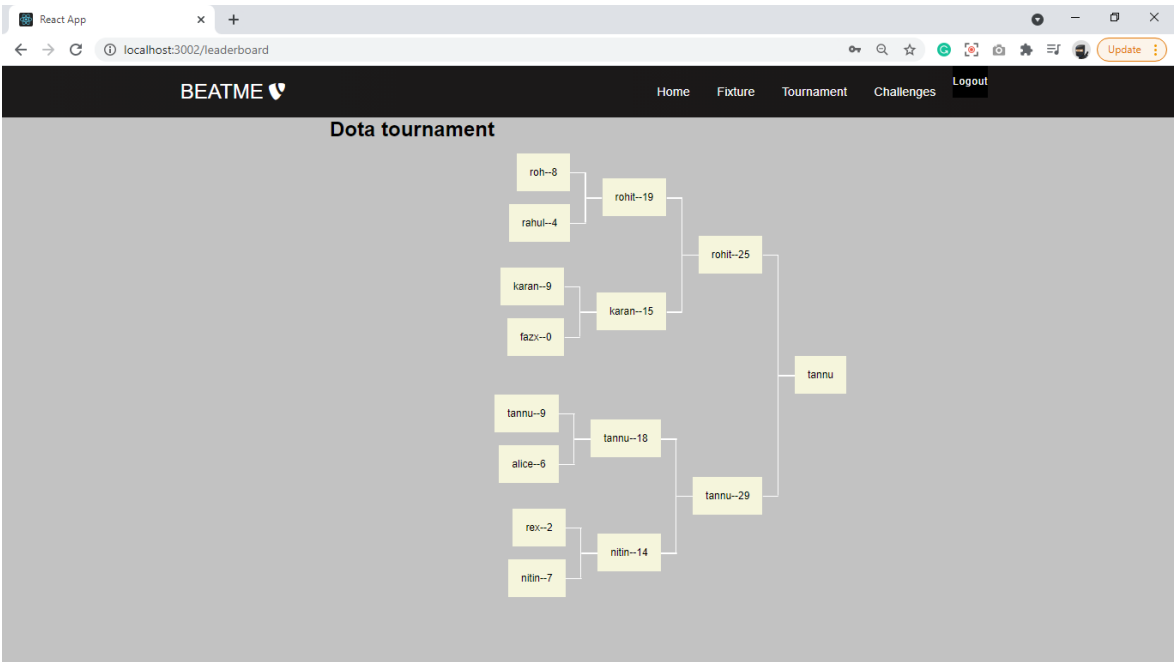 React App
localhost:3002/leaderboard
Update
BEATME
Home Fixture Tournament Challenges Logout
Dota tournament
roh--8
rahul--4
karan--9
fazx--0
tannu--9
alice--6
rex--2
nitin--7
rohit--19
karan--15
tannu--18
nitin--14
rohit--25
tannu--29
tannu